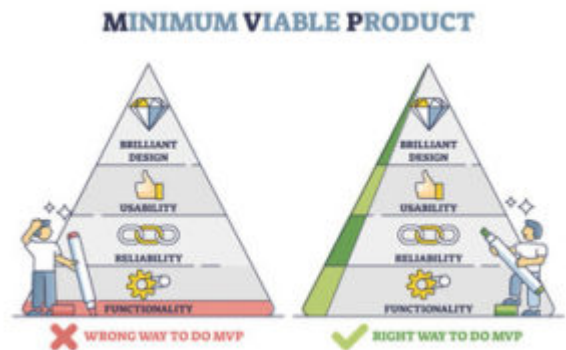 MINIMUM VIABLE PRODUCT
BRILLIANT
DESIGN
USABILITY
RELIABILITY
FUNCTIONALITY
WRONG WAY TO DO MVP
BRILLIANT
DESIGN
USABILITY
RELIABILITY
FUNCTIONALITY
RIGHT WAY TO DO MVP